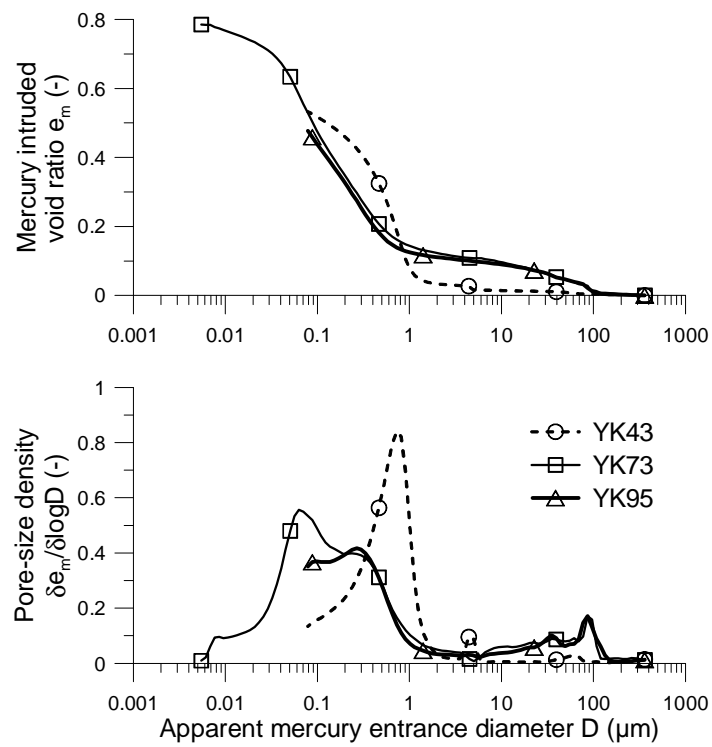 0.8
0.6
0.4
0.2
0
Mercury intruded
void ratio e_m (-)
0.001 0.01 0.1 1 10 100 1000
1
0.8
0.6
0.4
0.2
0
Pore-size density
δe_m/δlogD (-)
YK43
YK73
YK95
0.001 0.01 0.1 1 10 100 1000
Apparent mercury entrance diameter D (μm)